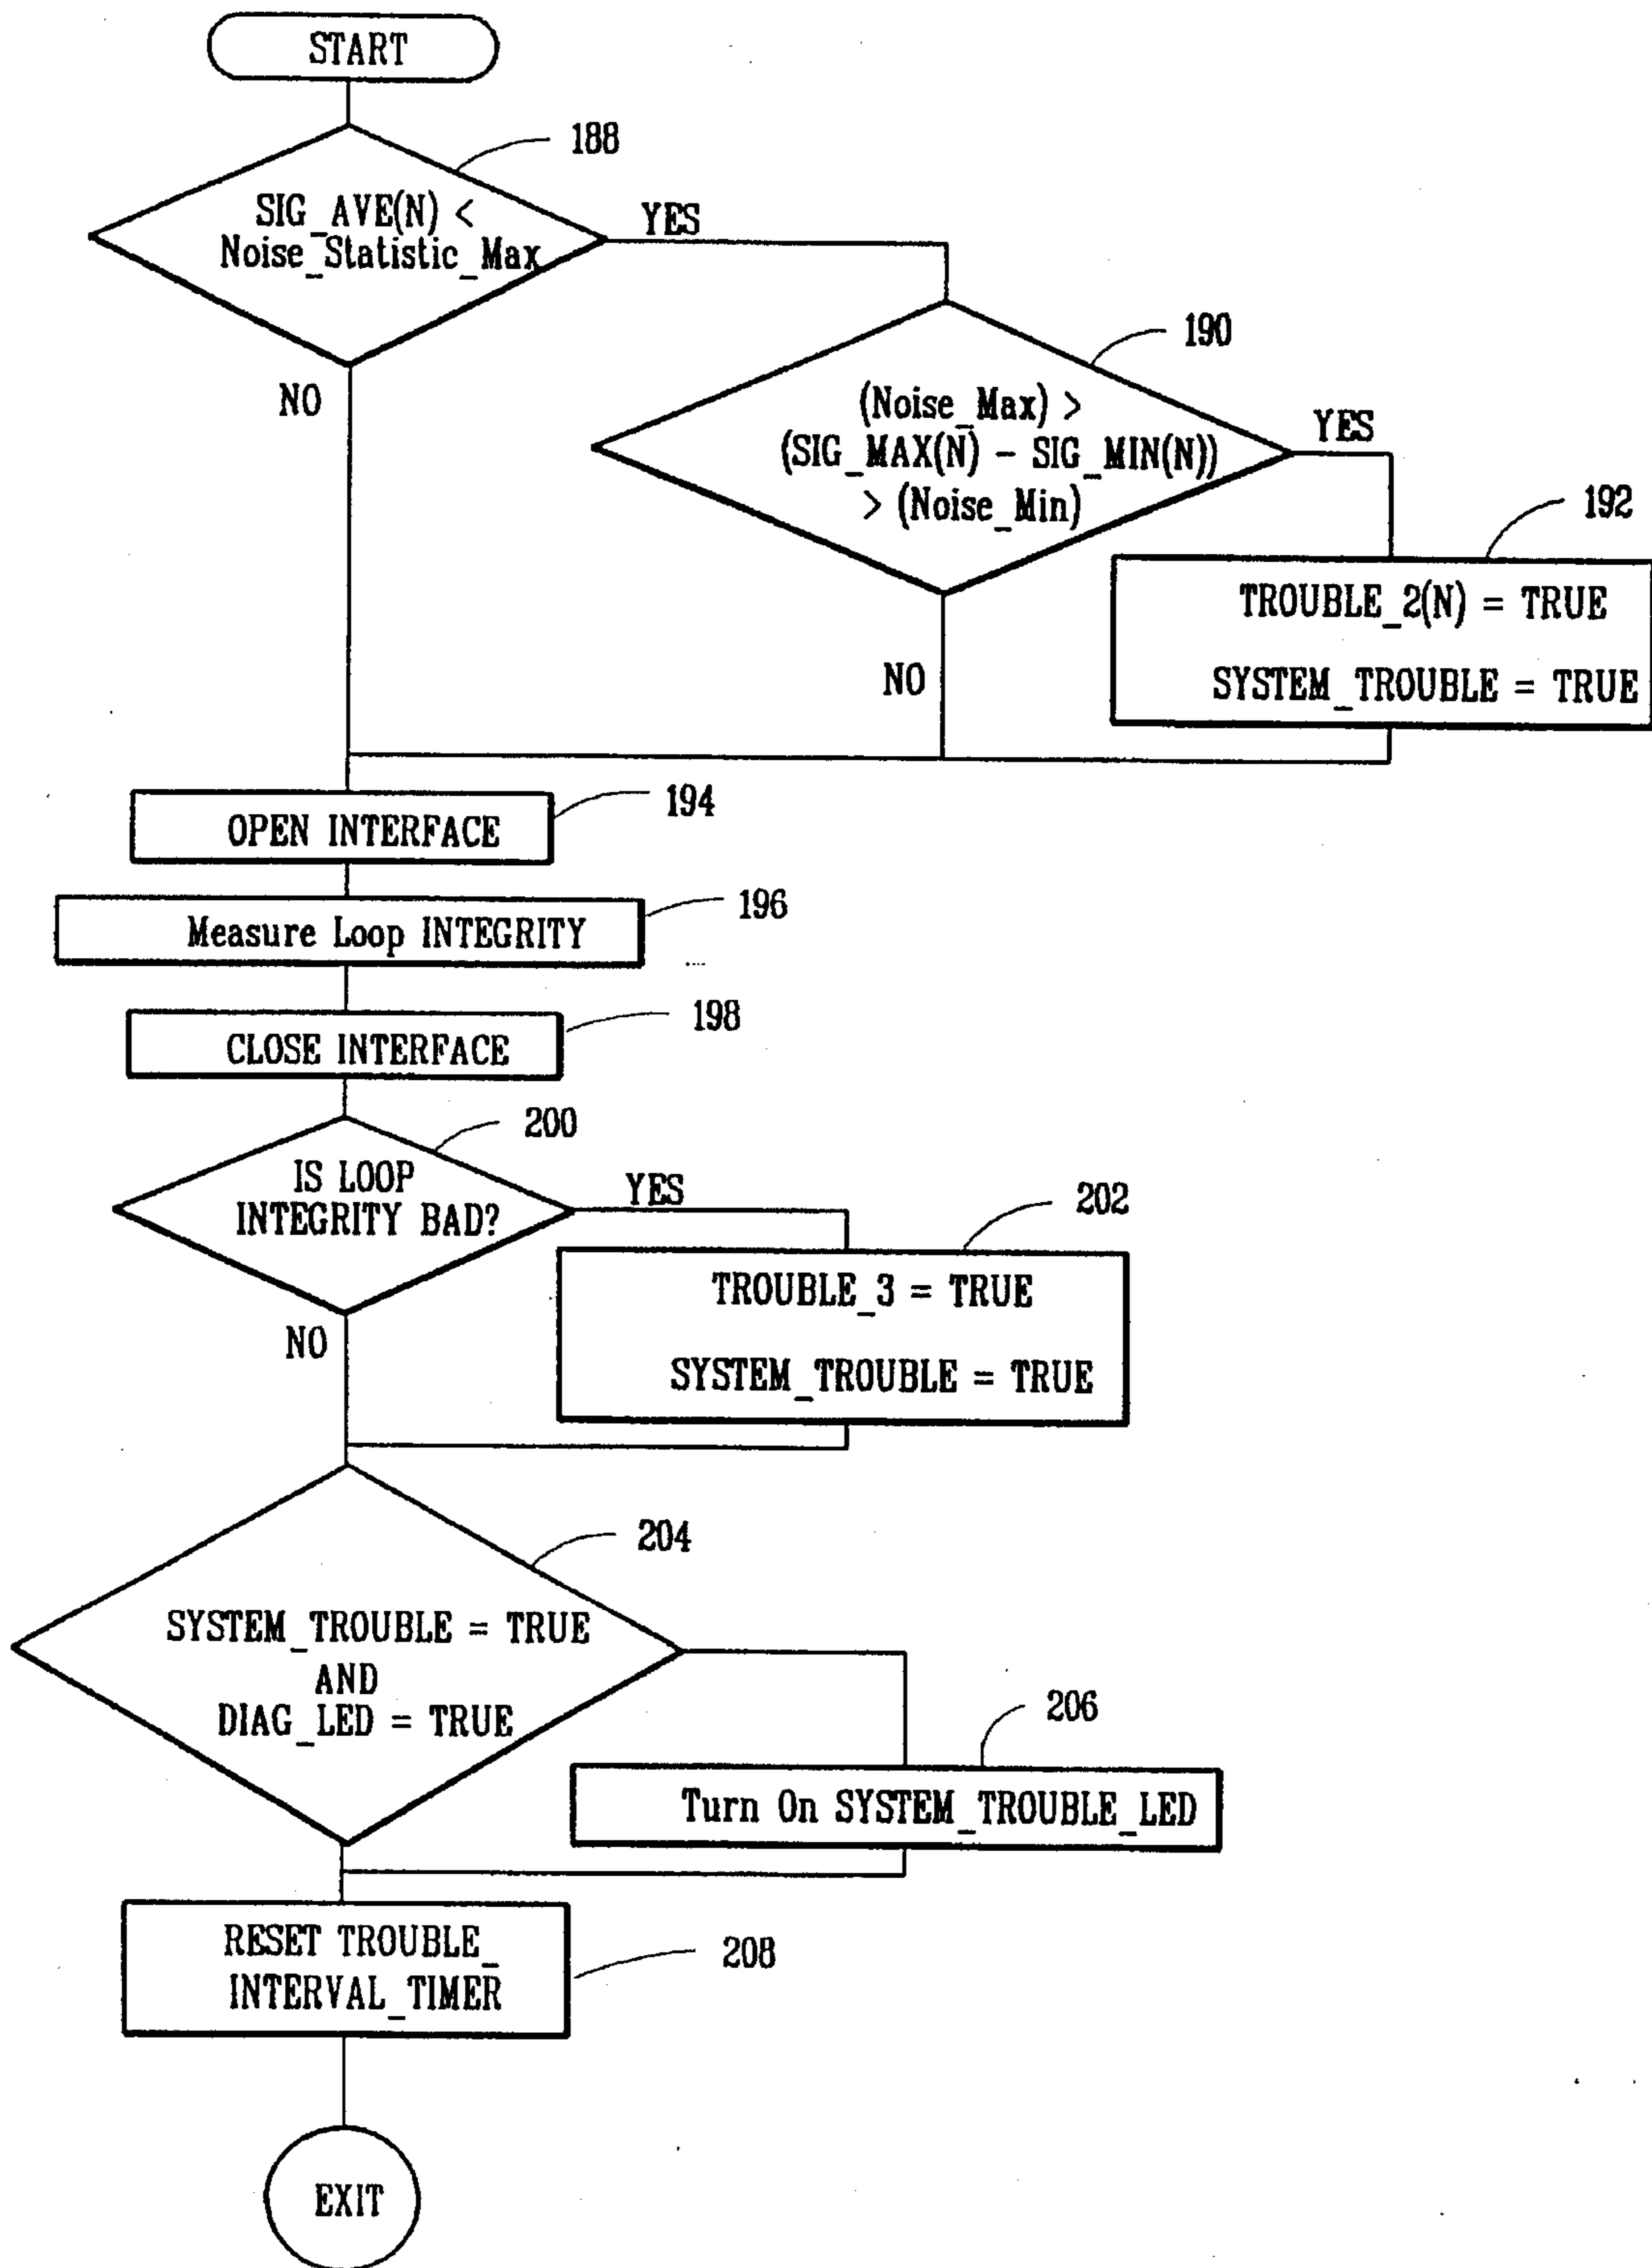 START
188
SIG_AVE(N) <
Noise_Statistic_Max
YES
NO
190
(Noise_Max) >
(SIG_MAX(N) - SIG_MIN(N))
> (Noise_Min)
YES
NO
192
TROUBLE_2(N) = TRUE
SYSTEM_TROUBLE = TRUE
194
OPEN INTERFACE
196
Measure Loop INTEGRITY
198
CLOSE INTERFACE
200
IS LOOP
INTEGRITY BAD?
YES
NO
202
TROUBLE_3 = TRUE
SYSTEM_TROUBLE = TRUE
204
SYSTEM_TROUBLE = TRUE
AND
DIAG_LED = TRUE
206
Turn On SYSTEM_TROUBLE_LED
RESET TROUBLE_
INTERVAL_TIMER
208
EXIT